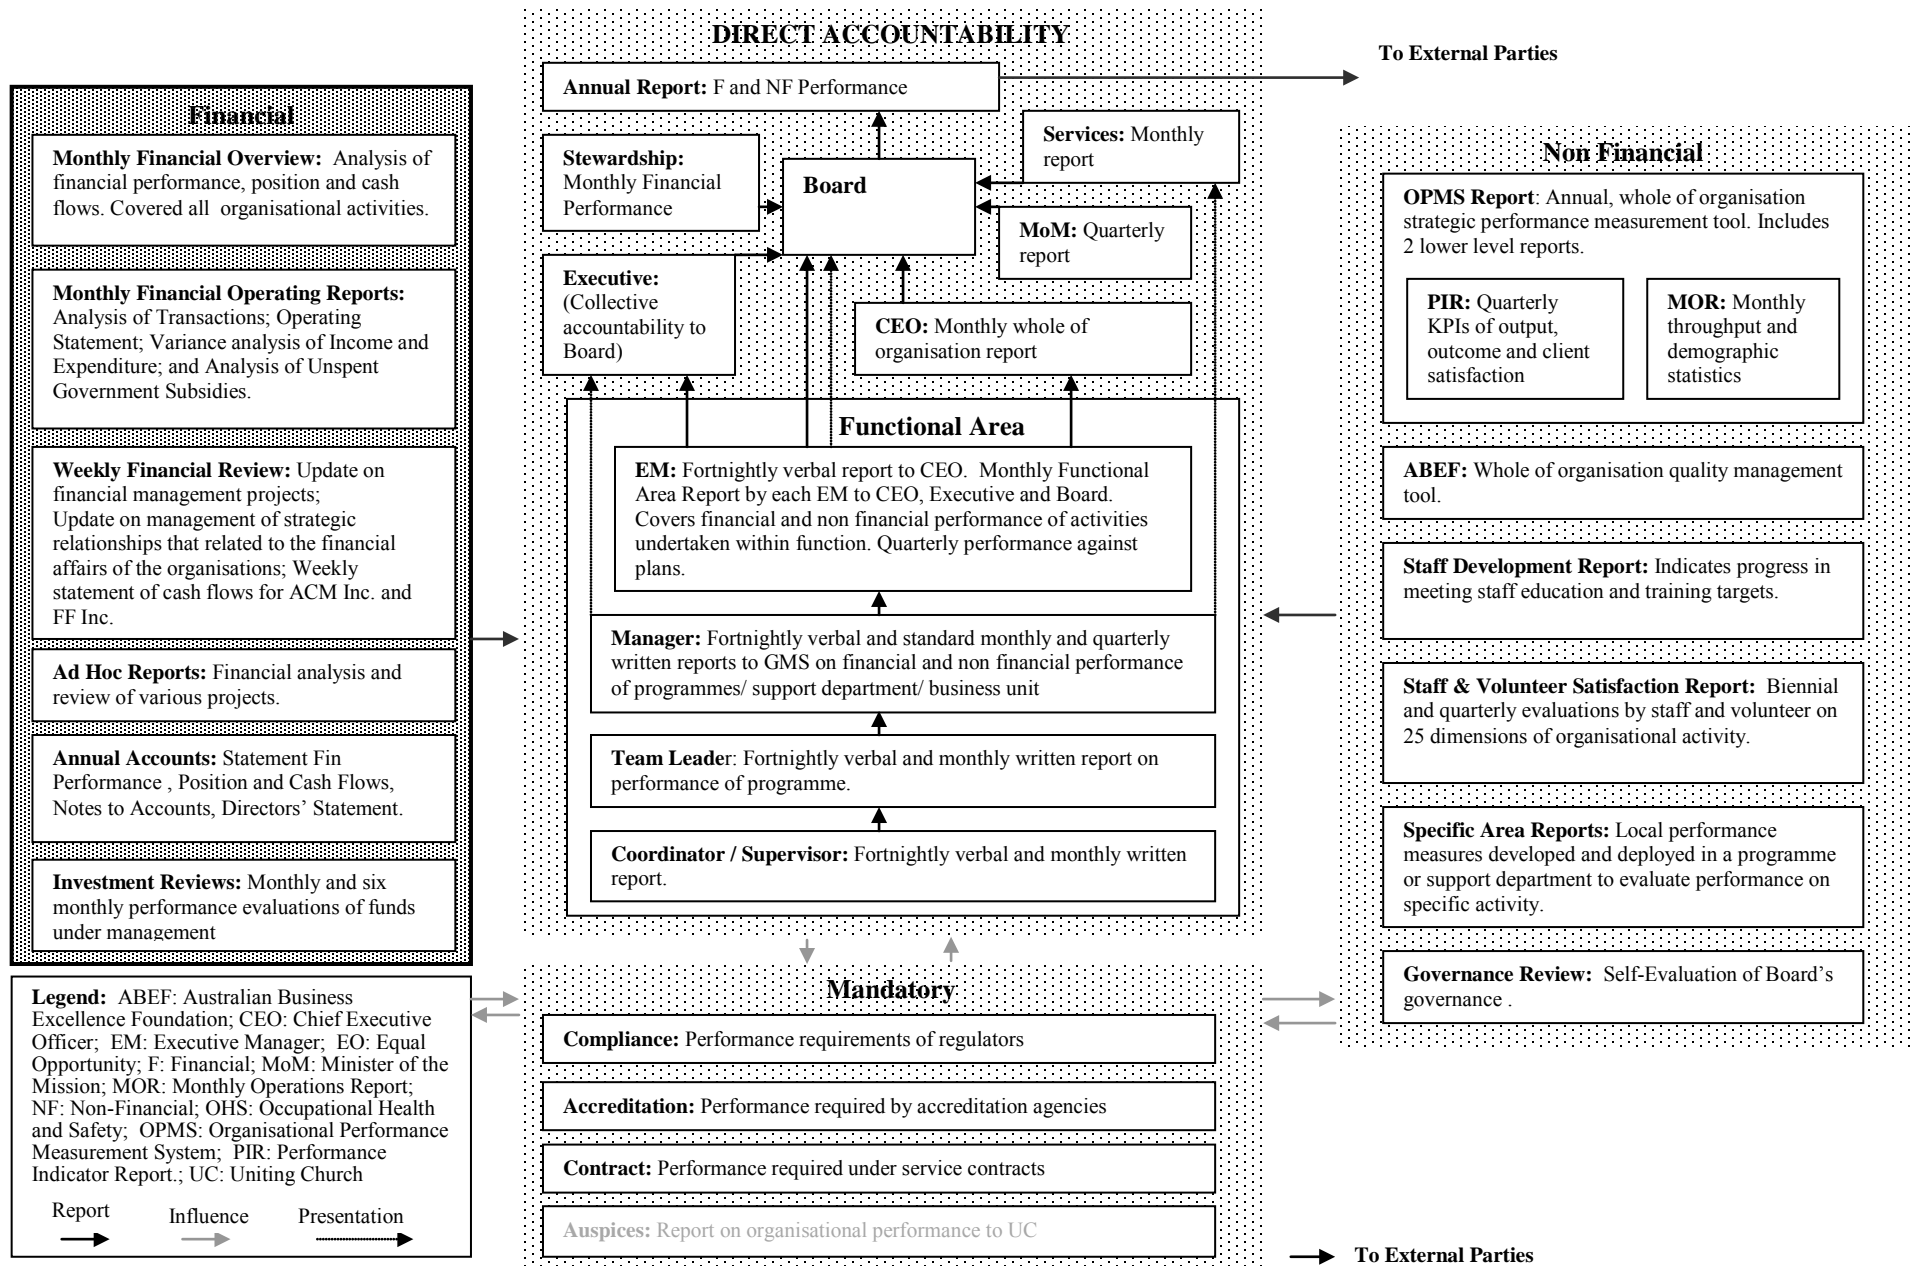 DIRECT ACCOUNTABILITY
To External Parties
Annual Report: F and NF Performance
Financial
Monthly Financial Overview: Analysis of
financial performance, position and cash
flows. Covered all organisational activities.
Monthly Financial Operating Reports:
Analysis of Transactions; Operating
Statement; Variance analysis of Income and
Expenditure; and Analysis of Unspent
Government Subsidies.
Weekly Financial Review: Update on
financial management projects;
Update on management of strategic
relationships that related to the financial
affairs of the organisations; Weekly
statement of cash flows for ACM Inc. and
FF Inc.
Ad Hoc Reports: Financial analysis and
review of various projects.
Annual Accounts: Statement Fin
Performance , Position and Cash Flows,
Notes to Accounts, Directors' Statement.
Investment Reviews: Monthly and six
monthly performance evaluations of funds
under management
Legend: ABEF: Australian Business
Excellence Foundation; CEO: Chief Executive
Officer; EM: Executive Manager; EO: Equal
Opportunity; F: Financial; MoM: Minister of the
Mission; MOR: Monthly Operations Report;
NF: Non-Financial; OHS: Occupational Health
and Safety; OPMS: Organisational Performance
Measurement System; PIR: Performance
Indicator Report.; UC: Uniting Church
Report
Influence
Presentation
Stewardship:
Monthly Financial
Performance
Board
Services: Monthly
report
MoM: Quarterly
report
Executive:
(Collective
accountability to
Board)
CEO: Monthly whole of
organisation report
Functional Area
EM: Fortnightly verbal report to CEO. Monthly Functional
Area Report by each EM to CEO, Executive and Board.
Covers financial and non financial performance of activities
undertaken within function. Quarterly performance against
plans.
Manager: Fortnightly verbal and standard monthly and quarterly
written reports to GMS on financial and non financial performance
of programmes/ support department/ business unit
Team Leader: Fortnightly verbal and monthly written report on
performance of programme.
Coordinator / Supervisor: Fortnightly verbal and monthly written
report.
Mandatory
Compliance: Performance requirements of regulators
Accreditation: Performance required by accreditation agencies
Contract: Performance required under service contracts
Auspices: Report on organisational performance to UC
Non Financial
OPMS Report: Annual, whole of organisation
strategic performance measurement tool. Includes
2 lower level reports.
PIR: Quarterly
KPIs of output,
outcome and client
satisfaction
MOR: Monthly
throughput and
demographic
statistics
ABEF: Whole of organisation quality management
tool.
Staff Development Report: Indicates progress in
meeting staff education and training targets.
Staff & Volunteer Satisfaction Report: Biennial
and quarterly evaluations by staff and volunteer on
25 dimensions of organisational activity.
Specific Area Reports: Local performance
measures developed and deployed in a programme
or support department to evaluate performance on
specific activity.
Governance Review: Self-Evaluation of Board's
governance .
To External Parties